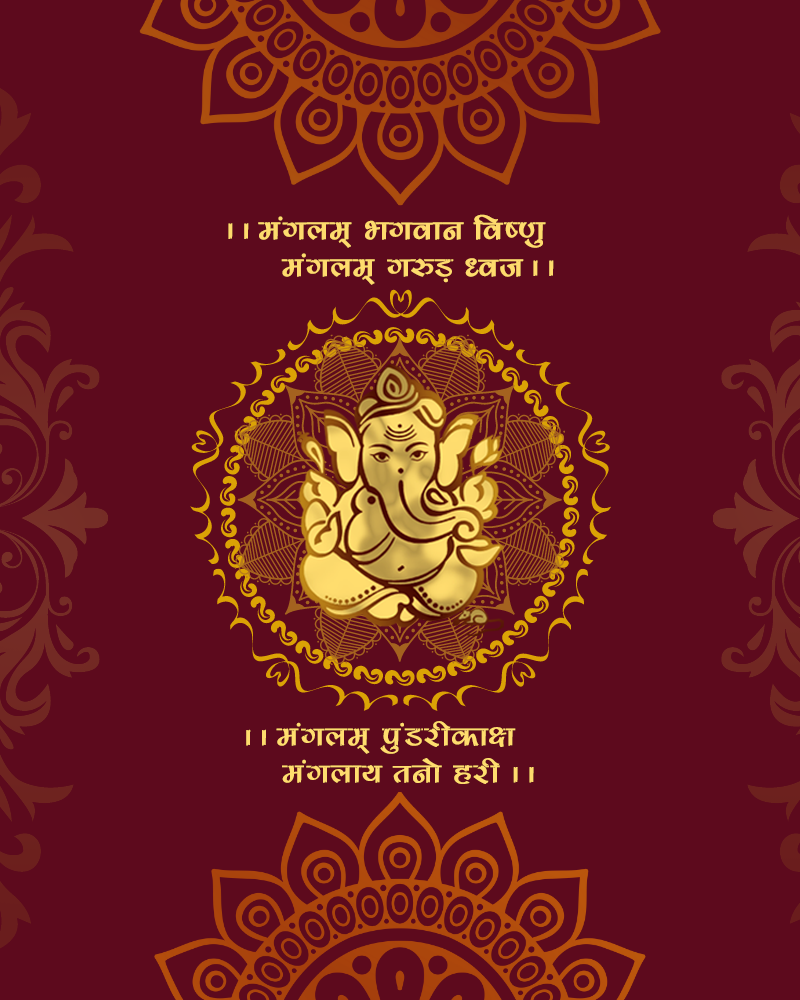 ।। मंगलम् भगवान विष्णु
मंगलम् गरुड़ ध्वज ।।
।। मंगलम् पुंडरीकाक्ष
मंगलाय तनो हरी ।।